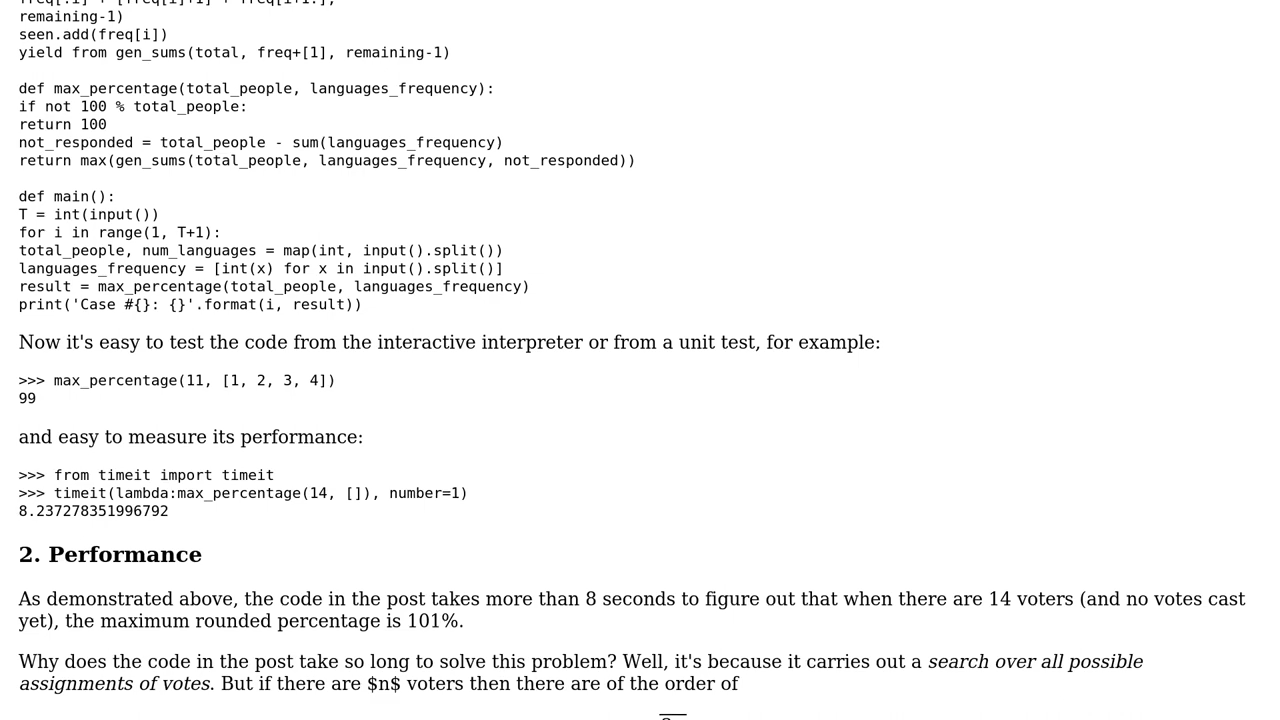 remaining-1)
seen.add(freq[i])
yield from gen_sums(total, freq+[1], remaining-1)

def max_percentage(total_people, languages_frequency):
if not 100 % total_people:
return 100
not_responded = total_people - sum(languages_frequency)
return max(gen_sums(total_people, languages_frequency, not_responded))

def main():
T = int(input())
for i in range(1, T+1):
total_people, num_languages = map(int, input().split())
languages_frequency = [int(x) for x in input().split()]
result = max_percentage(total_people, languages_frequency)
print('Case #{}: {}'.format(i, result))

Now it's easy to test the code from the interactive interpreter or from a unit test, for example:

>>> max_percentage(11, [1, 2, 3, 4])
99

and easy to measure its performance:

>>> from timeit import timeit
>>> timeit(lambda:max_percentage(14, []), number=1)
8.237278351996792

2. Performance

As demonstrated above, the code in the post takes more than 8 seconds to figure out that when there are 14 voters (and no votes cast
yet), the maximum rounded percentage is 101%.

Why does the code in the post take so long to solve this problem? Well, it's because it carries out a search over all possible
assignments of votes. But if there are $n$ voters then there are of the order of